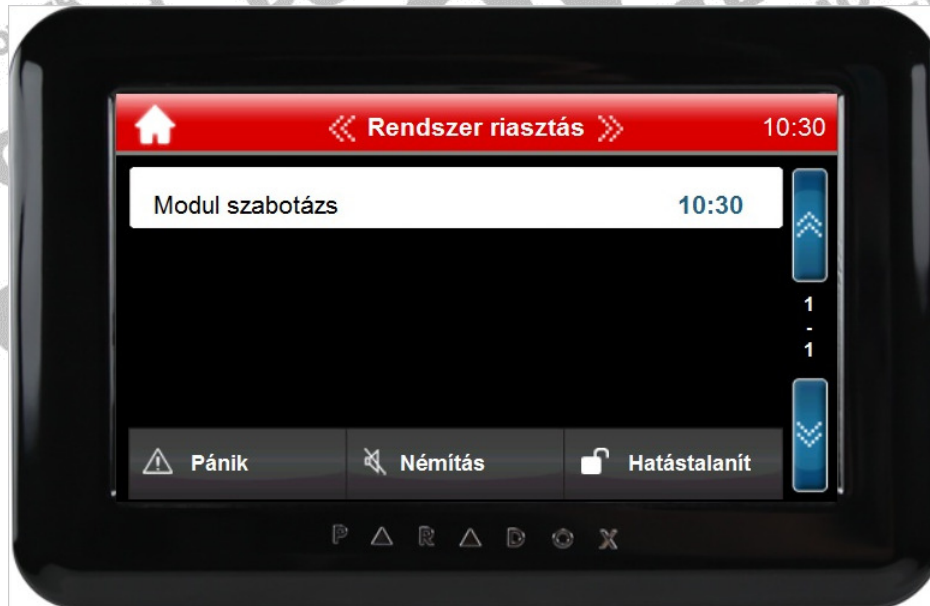 Rendszer riasztás
10:30
Modul szabotázs
10:30
1
-
1
Pánik
Némítás
Hatástalanít
PARADOX